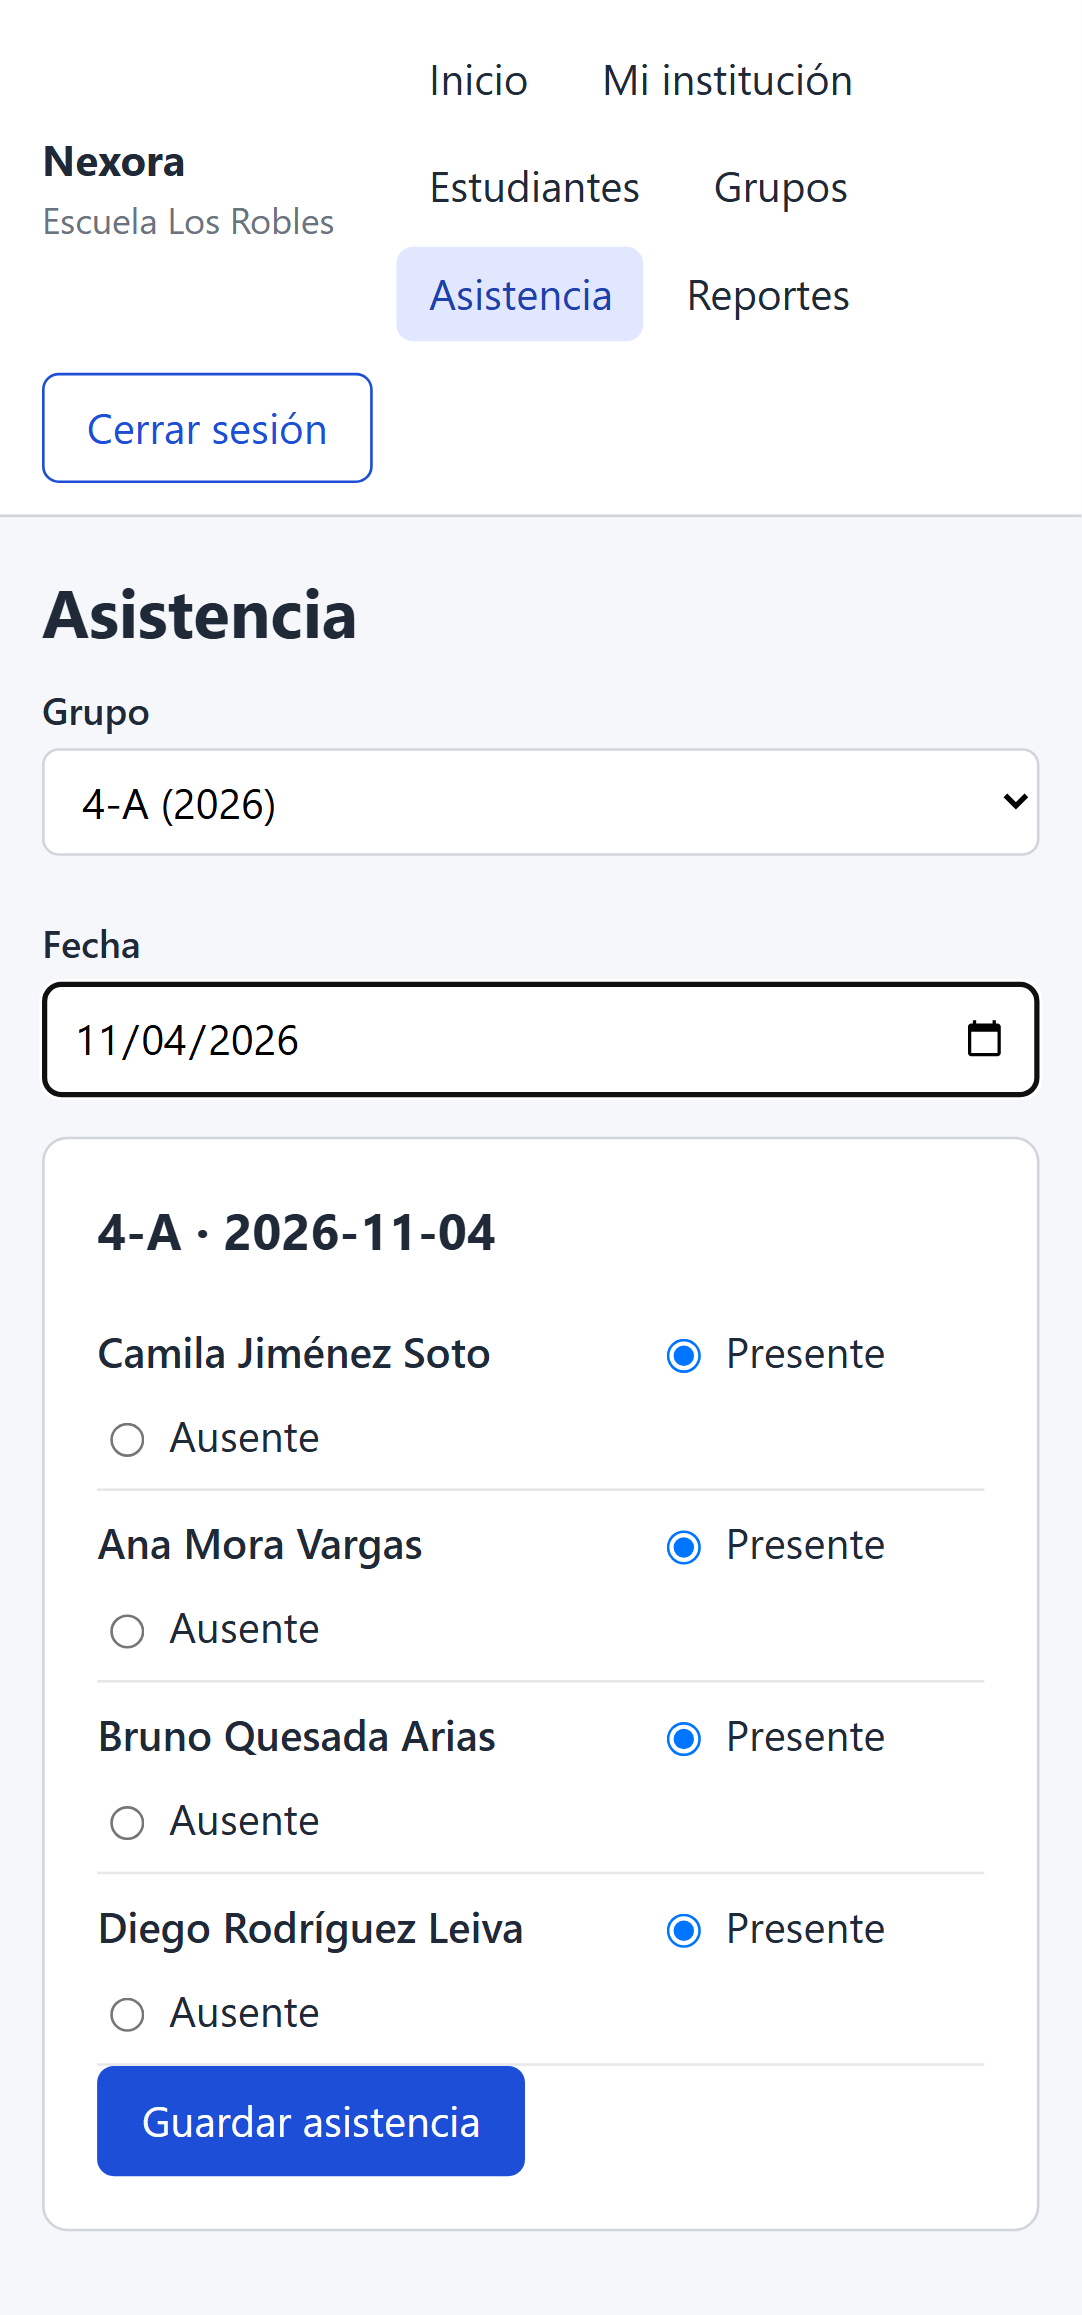 Nexora
Escuela Los Robles
Inicio Mi institución
Estudiantes Grupos
Asistencia Reportes
Cerrar sesión
Asistencia
Grupo
4-A (2026)
Fecha
11/04/2026
4-A · 2026-11-04
Camila Jiménez Soto Presente
Ausente
Ana Mora Vargas Presente
Ausente
Bruno Quesada Arias Presente
Ausente
Diego Rodríguez Leiva Presente
Ausente
Guardar asistencia